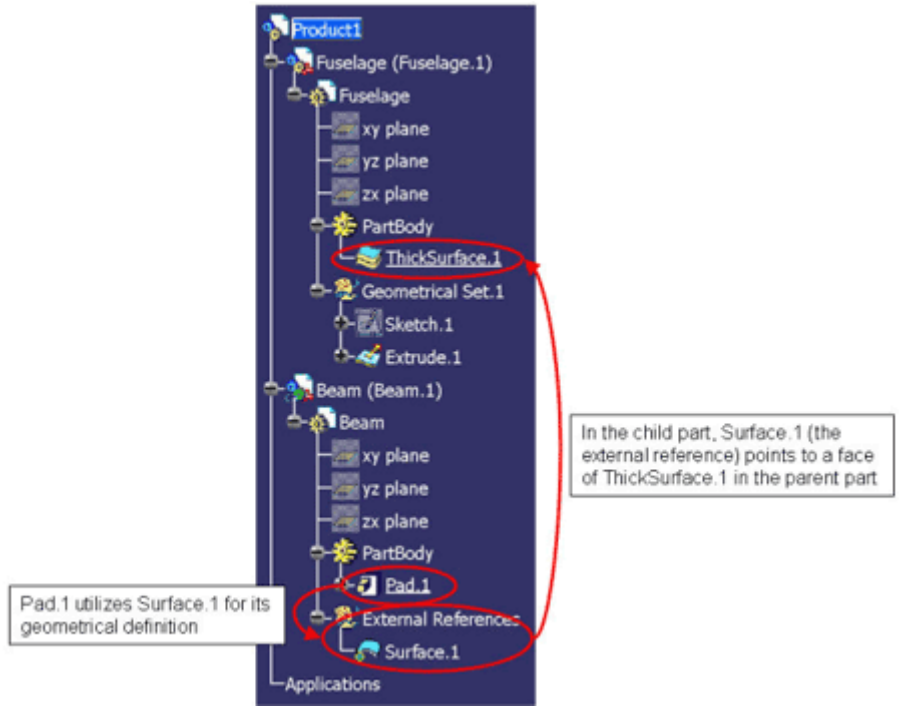 Product1
Fuselage (Fuselage.1)
Fuselage
xy plane
yz plane
zx plane
PartBody
ThickSurface.1
Geometrical Set.1
Sketch.1
Extrude.1
Beam (Beam.1)
Beam
xy plane
yz plane
zx plane
PartBody
Pad.1
External References
Surface.1
Applications
In the child part, Surface.1 (the
external reference) points to a face
of ThickSurface.1 in the parent part
Pad.1 utilizes Surface.1 for its
geometrical definition